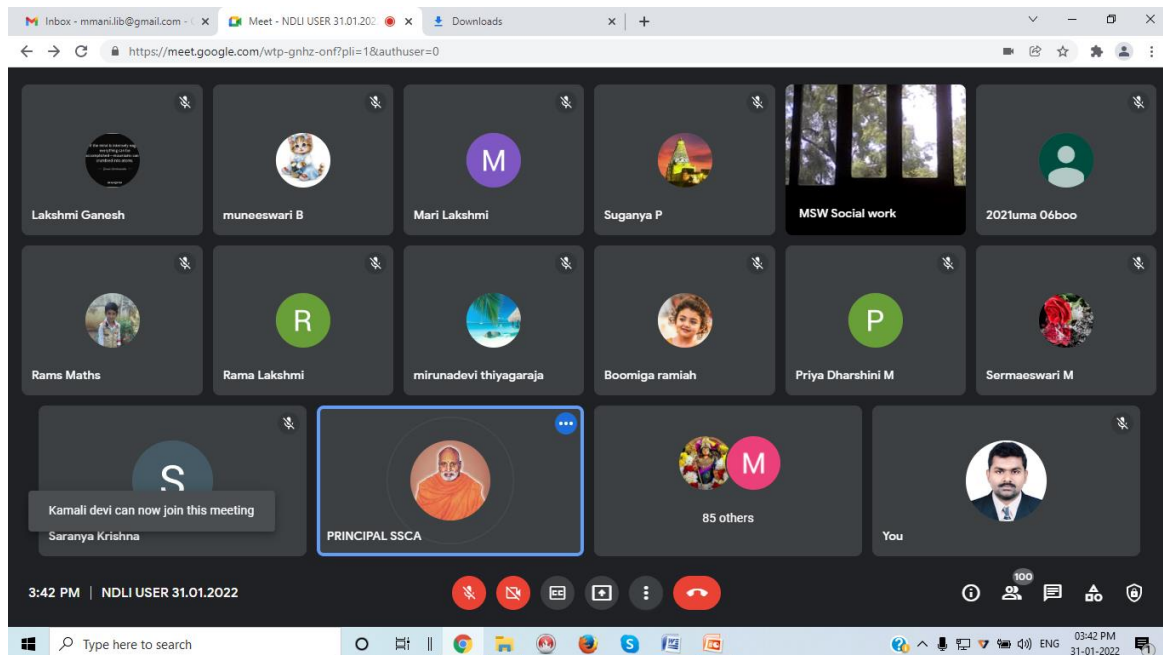 Inbox - mmani.lib@gmail.com -
Meet - NDLI USER 31.01.202
Downloads
https://meet.google.com/wtp-gnhz-onf?pli=1&authuser=0
Lakshmi Ganesh
muneeswari B
M
Mari Lakshmi
Suganya P
MSW Social work
2021uma 06boo
Rams Maths
R
Rama Lakshmi
mirunadevi thiyagaraja
Boomiga ramiah
P
Priya Dharshini M
Sermaeswari M
S
Kamali devi can now join this meeting
Saranya Krishna
PRINCIPAL SSCA
M
85 others
You
3:42 PM | NDLI USER 31.01.2022
CC
100
Type here to search
ENG
03:42 PM
31-01-2022